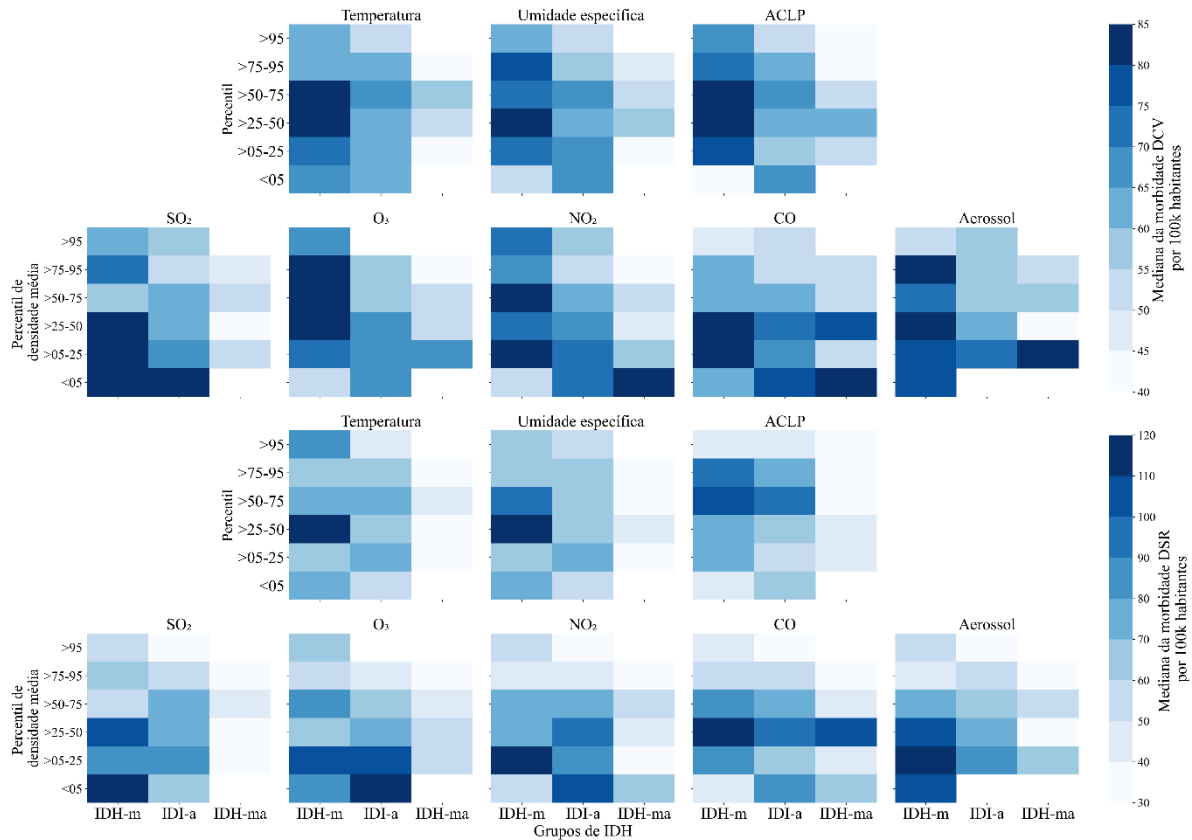 Temperatura
Umidade específica
ACLP
Percentil
>95
>75-95
>50-75
>25-50
>05-25
<05
85
80
75
70
65
60
55
50
45
40
Mediana da morbidade DCV
por 100k habitantes
SO₂
O₃
NO₂
CO
Aerossol
Percentil de
densidade média
>95
>75-95
>50-75
>25-50
>05-25
<05
Temperatura
Umidade específica
ACLP
Percentil
>95
>75-95
>50-75
>25-50
>05-25
<05
120
110
100
90
80
70
60
50
40
30
Mediana da morbidade DSR
por 100k habitantes
SO₂
O₃
NO₂
CO
Aerossol
Percentil de
densidade média
>95
>75-95
>50-75
>25-50
>05-25
<05
IDH-m IDI-a IDH-ma
IDH-m IDI-a IDH-ma
IDH-m IDI-a IDH-ma
IDH-m IDI-a IDH-ma
IDH-m IDI-a IDH-ma
Grupos de IDH